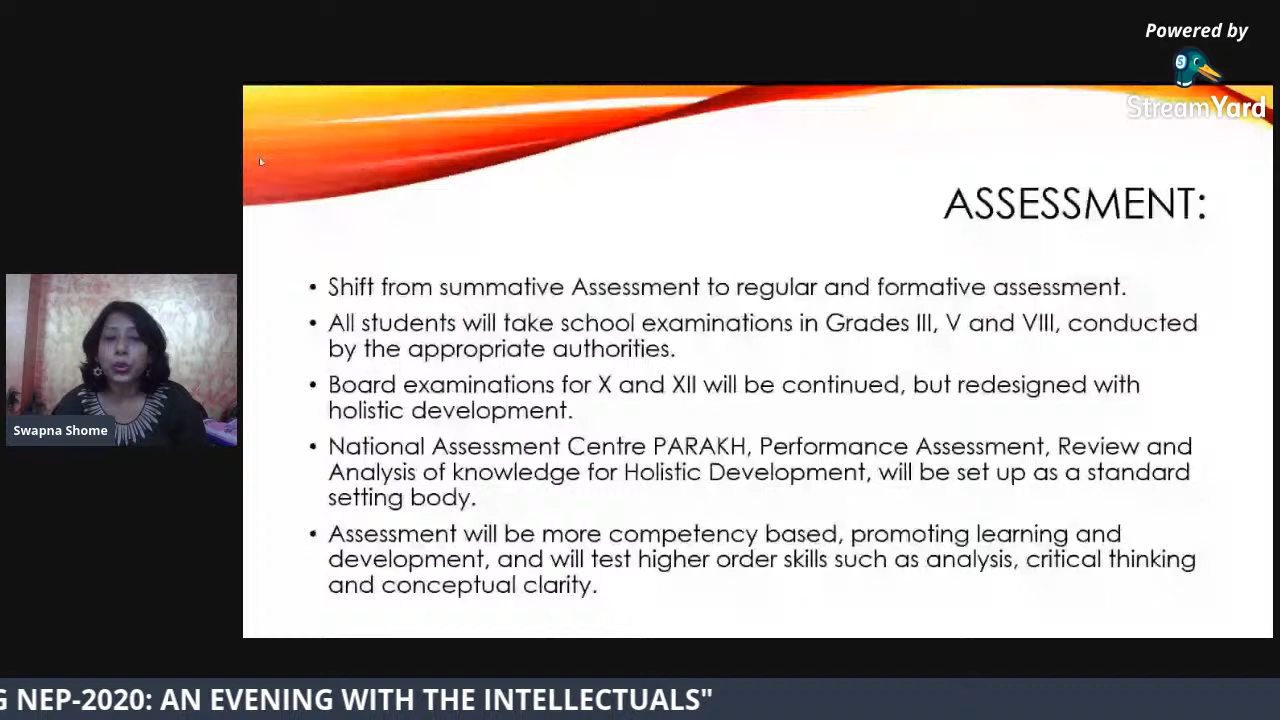 Powered by
StreamYard
ASSESSMENT:
• Shift from summative Assessment to regular and formative assessment.
• All students will take school examinations in Grades III, V and VIII, conducted
by the appropriate authorities.
• Board examinations for X and XII will be continued, but redesigned with
holistic development.
• National Assessment Centre PARAKH, Performance Assessment, Review and
Analysis of knowledge for Holistic Development, will be set up as a standard
setting body.
• Assessment will be more competency based, promoting learning and
development, and will test higher order skills such as analysis, critical thinking
and conceptual clarity.
Swapna Shome
G NEP-2020: AN EVENING WITH THE INTELLECTUALS"